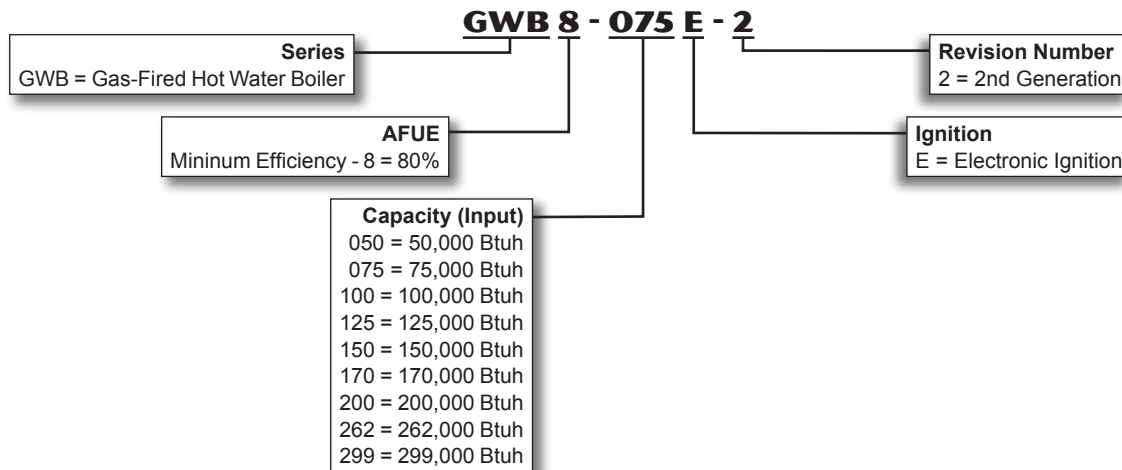 GWB 8 - 075 E - 2
Series
GWB = Gas-Fired Hot Water Boiler
AFUE
Mininum Efficiency - 8 = 80%
Capacity (Input)
050 = 50,000 Btuh
075 = 75,000 Btuh
100 = 100,000 Btuh
125 = 125,000 Btuh
150 = 150,000 Btuh
170 = 170,000 Btuh
200 = 200,000 Btuh
262 = 262,000 Btuh
299 = 299,000 Btuh
Revision Number
2 = 2nd Generation
Ignition
E = Electronic Ignition